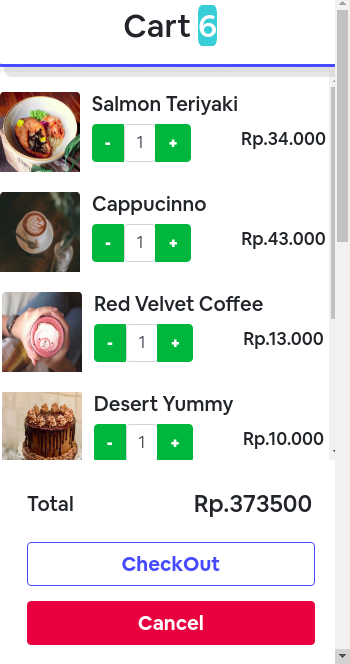 Cart 6
Salmon Teriyaki
- 1 + Rp.34.000
Cappucinno
- 1 + Rp.43.000
Red Velvet Coffee
- 1 + Rp.13.000
Desert Yummy
- 1 + Rp.10.000
Total Rp.373500
CheckOut
Cancel